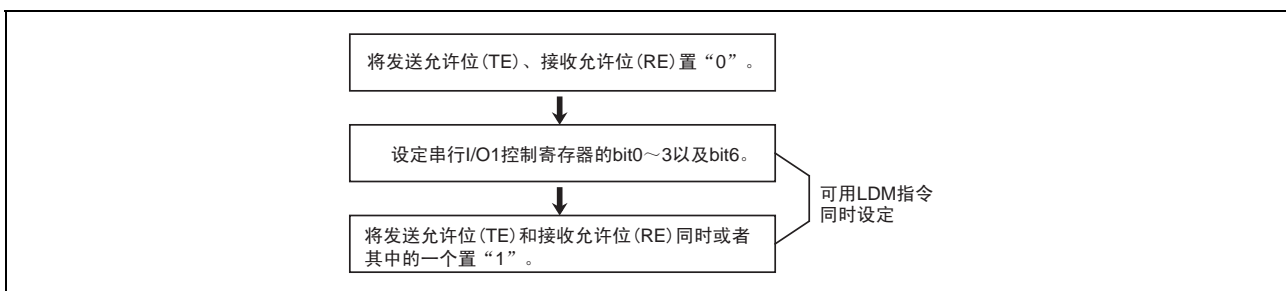 将发送允许位(TE)、接收允许位(RE)置“0”。
设定串行I/O1控制寄存器的bit0～3以及bit6。
可用LDM指令
同时设定
将发送允许位(TE)和接收允许位(RE)同时或者
其中的一个置“1”。